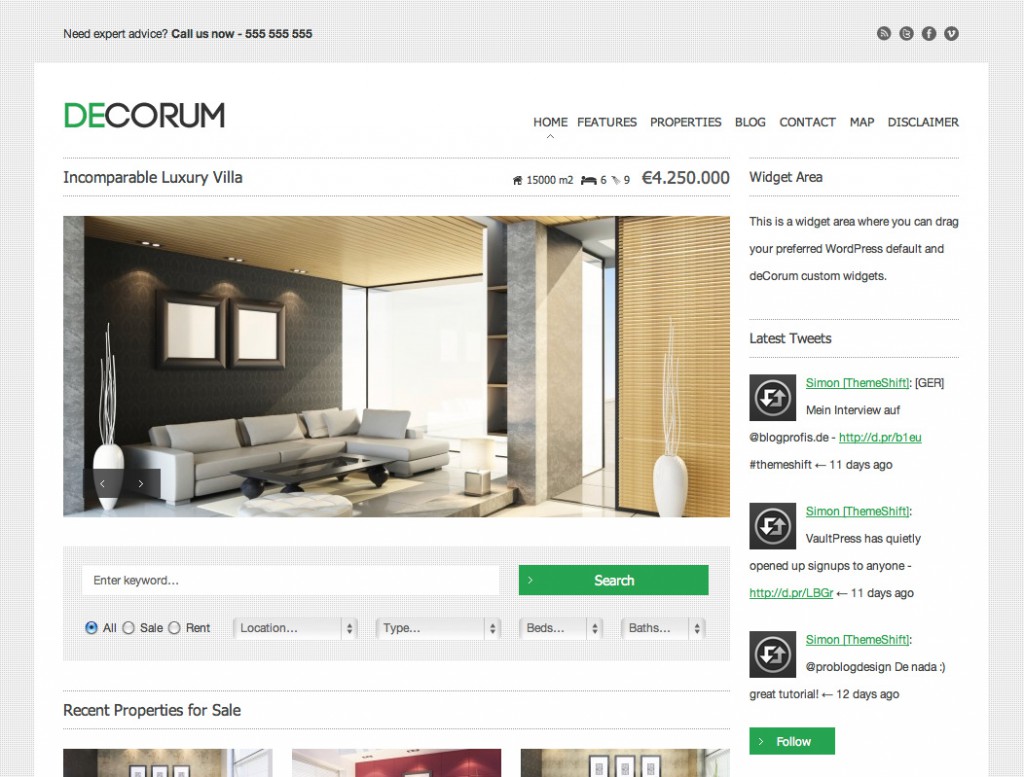 Need expert advice? Call us now - 555 555 555
DECORUM
HOME FEATURES PROPERTIES BLOG CONTACT MAP DISCLAIMER
Incomparable Luxury Villa 15000 m2 6 9 €4.250.000
Widget Area
This is a widget area where you can drag
your preferred WordPress default and
deCorum custom widgets.
Latest Tweets
Simon [ThemeShift]: [GER]
Mein Interview auf
@blogprofis.de - http://d.pr/b1eu
#themeshift ← 11 days ago
Simon [ThemeShift]:
VaultPress has quietly
opened up signups to anyone -
http://d.pr/LBGr ← 11 days ago
Simon [ThemeShift]:
@problogdesign De nada :)
great tutorial! ← 12 days ago
Follow
Enter keyword... Search
All Sale Rent Location... Type... Beds... Baths...
Recent Properties for Sale